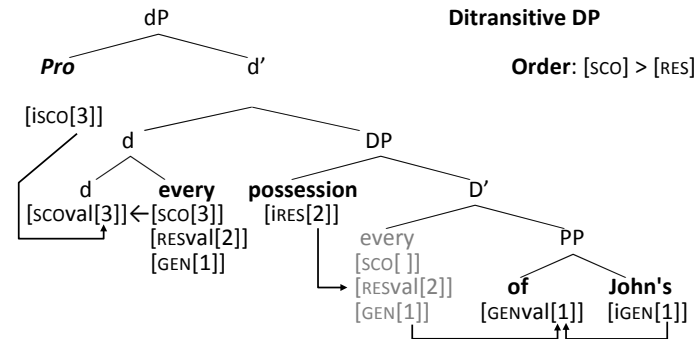 dP Ditransitive DP
Pro d’ Order: [SCO] > [RES]
[iSCO[3]]
d DP
d every possession D’
[SCOval[3]] ← [SCO[3]] [iRES[2]]
[RESval[2]] every PP
[GEN[1]] [SCO[ ]]
[RESval[2]] of John's
[GEN[1]] [GENval[1]] [iGEN[1]]